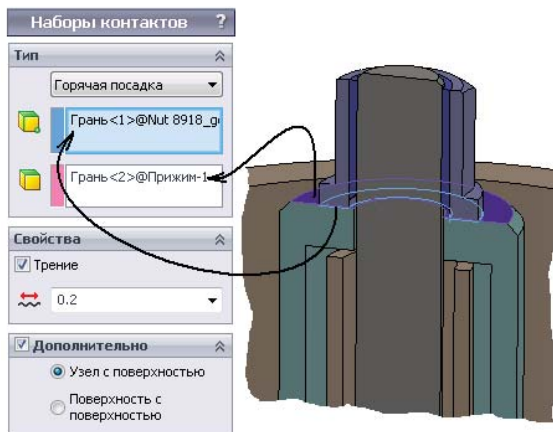 Наборы контактов ?
Тип
Горячая посадка
Грань<1>@Nut 8918_g
Грань<2>@Прижим-1
Свойства
Трение
0.2
Дополнительно
Узел с поверхностью
Поверхность с
поверхностью